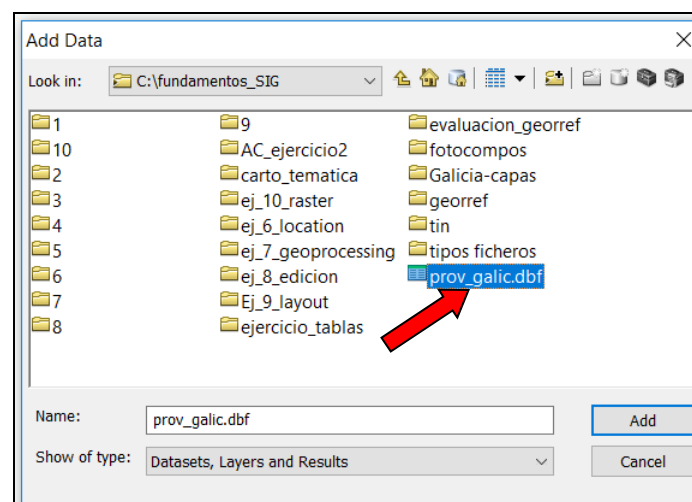 Add Data
Look in: C:\fundamentos_SIG
1
10
2
3
4
5
6
7
8
9
AC_ejercicio2
carto_tematica
ej_10_raster
ej_6_location
ej_7_geoprocessing
ej_8_edicion
Ej_9_layout
ejercicio_tablas
evaluacion_georref
fotocompos
Galicia-capas
georref
tin
tipos ficheros
prov_galic.dbf
Name: prov_galic.dbf
Add
Show of type: Datasets, Layers and Results
Cancel